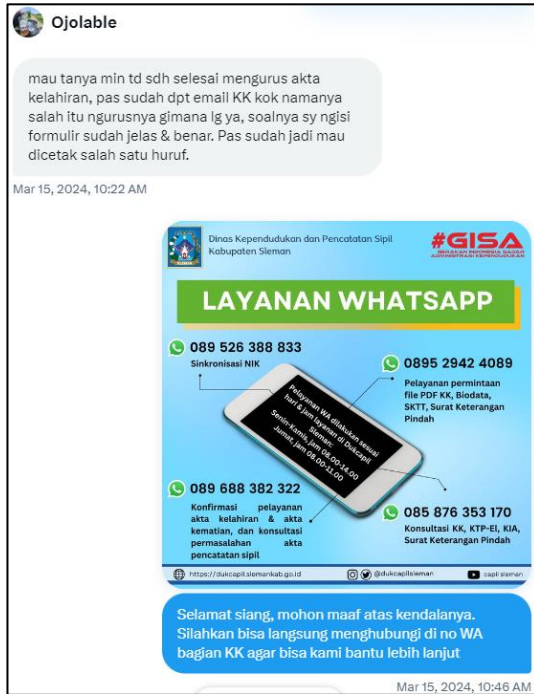 Ojolable
mau tanya min td sdh selesai mengurus akta
kelahiran, pas sudah dpt email KK kok namanya
salah itu ngurusnya gimana lg ya, soalnya sy ngisi
formulir sudah jelas & benar. Pas sudah jadi mau
dicetak salah satu huruf.
Mar 15, 2024, 10:22 AM
Dinas Kependudukan dan Pencatatan Sipil
Kabupaten Sleman
#GISA
GERAKAN INDONESIA SADAR
ADMINISTRASI KEPENDUDUKAN
LAYANAN WHATSAPP
089 526 388 833
Sinkronisasi NIK
0895 2942 4089
Pelayanan permintaan
file PDF KK, Biodata,
SKTT, Surat Keterangan
Pindah
Pelayanan WA dilakukan sesuai
hari & jam layanan di Dukcapil
Sleman:
Senin-Kamis, jam 08.00-14.00
Jumat, jam 08.00-11.00
089 688 382 322
Konfirmasi pelayanan
akta kelahiran & akta
kematian, dan konsultasi
permasalahan akta
pencatatan sipil
085 876 353 170
Konsultasi KK, KTP-El, KIA,
Surat Keterangan Pindah
https://dukcapil.slemankab.go.id
@dukcapilsleman
capil sleman
Selamat siang, mohon maaf atas kendalanya.
Silahkan bisa langsung menghubungi di no WA
bagian KK agar bisa kami bantu lebih lanjut
Mar 15, 2024, 10:46 AM